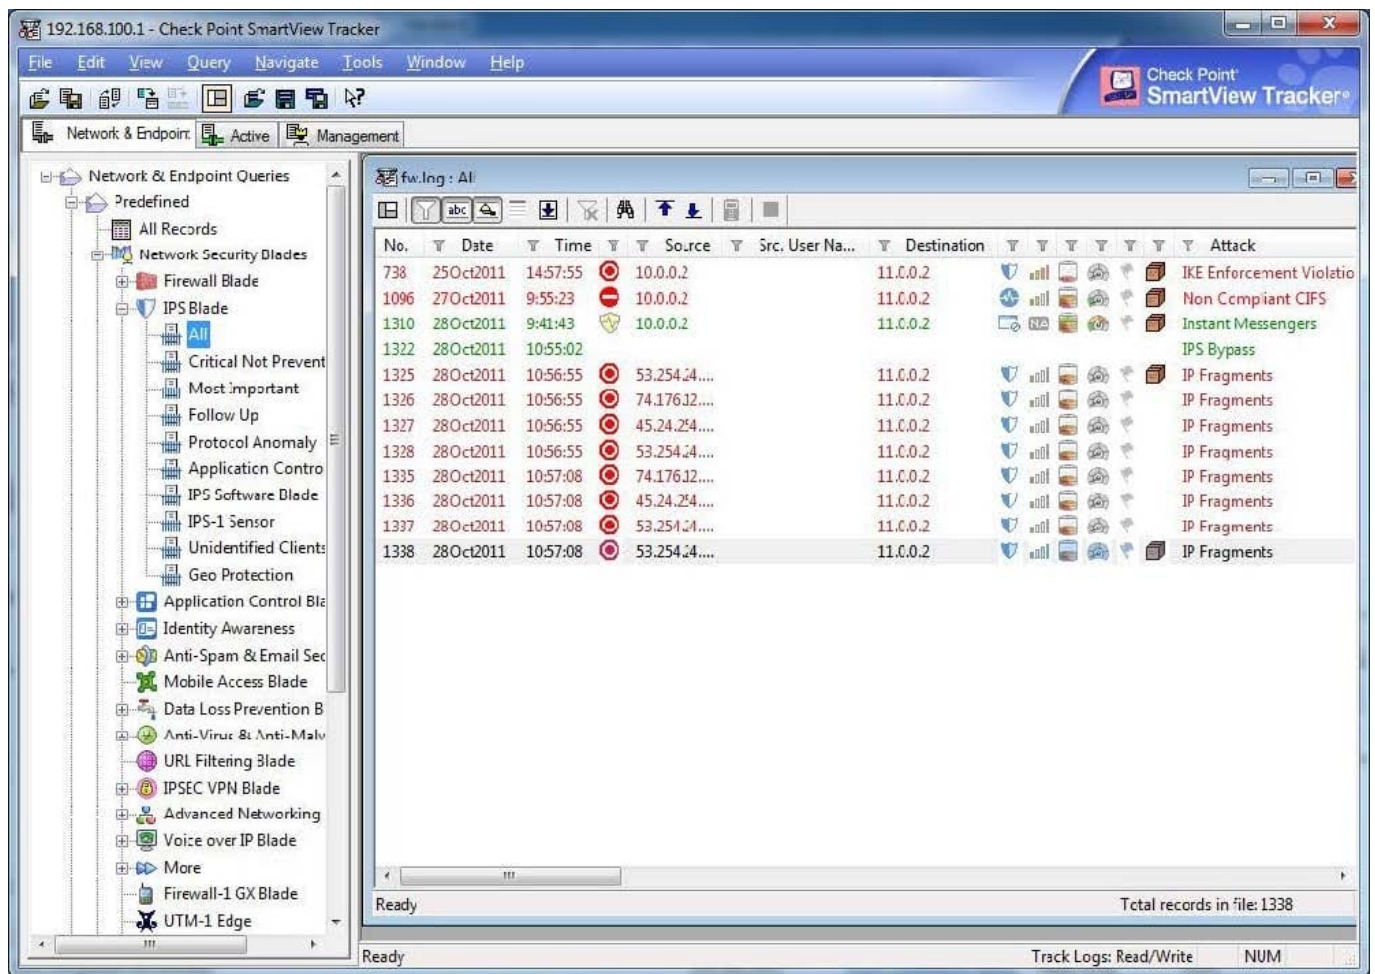 192.168.100.1 - Check Point SmartView Tracker
File Edit View Query Navigate Tools Window Help
Check Point
SmartView Tracker
Network & Endpoint Active Management
Network & Endpoint Queries
Predefined
All Records
Network Security Blades
Firewall Blade
IPS Blade
All
Critical Not Prevent
Most Important
Follow Up
Protocol Anomaly
Application Contro
IPS Software Blade
IPS-1 Sensor
Unidentified Clients
Geo Protection
Application Control Bla
Identity Awareness
Anti-Spam & Email Sec
Mobile Access Blade
Data Loss Prevention B
Anti-Virus & Anti-Malw
URL Filtering Blade
IPSEC VPN Blade
Advanced Networking
Voice over IP Blade
More
Firewall-1 GX Blade
UTM-1 Edge
fw.log : All
abc
No. Date Time Source Src. User Na... Destination Attack
738 25Oct2011 14:57:55 10.0.0.2 11.0.0.2 IKE Enforcement Violatio
1096 27Oct2011 9:55:23 10.0.0.2 11.0.0.2 Non Compliant CIFS
1310 28Oct2011 9:41:43 10.0.0.2 11.0.0.2 NA Instant Messengers
1322 28Oct2011 10:55:02 IPS Bypass
1325 28Oct2011 10:56:55 53.254.24.... 11.0.0.2 IP Fragments
1326 28Oct2011 10:56:55 74.176.12.... 11.0.0.2 IP Fragments
1327 28Oct2011 10:56:55 45.24.254.... 11.0.0.2 IP Fragments
1328 28Oct2011 10:56:55 53.254.24.... 11.0.0.2 IP Fragments
1335 28Oct2011 10:57:08 74.176.12.... 11.0.0.2 IP Fragments
1336 28Oct2011 10:57:08 45.24.254.... 11.0.0.2 IP Fragments
1337 28Oct2011 10:57:08 53.254.24.... 11.0.0.2 IP Fragments
1338 28Oct2011 10:57:08 53.254.24.... 11.0.0.2 IP Fragments
Ready Total records in file: 1338
Ready Track Logs: Read/Write NUM